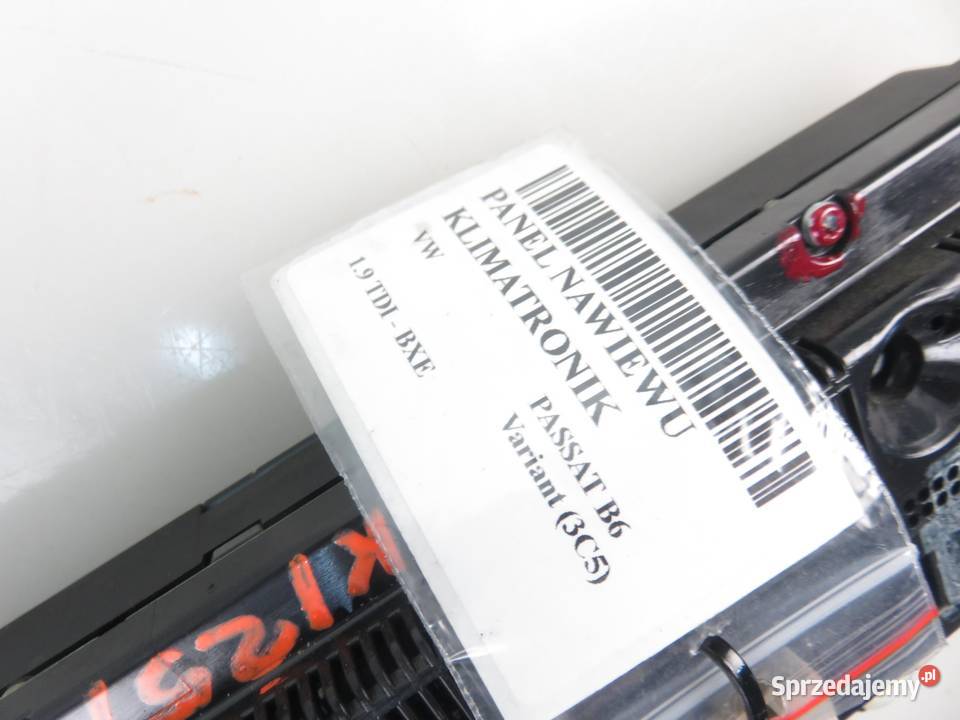 PANEL NAWIEWU
KLIMATRONIK
VW
PASSAT B6
Variant (3C5)
1.9 TDI - BXE
Sprzedajemy.pl